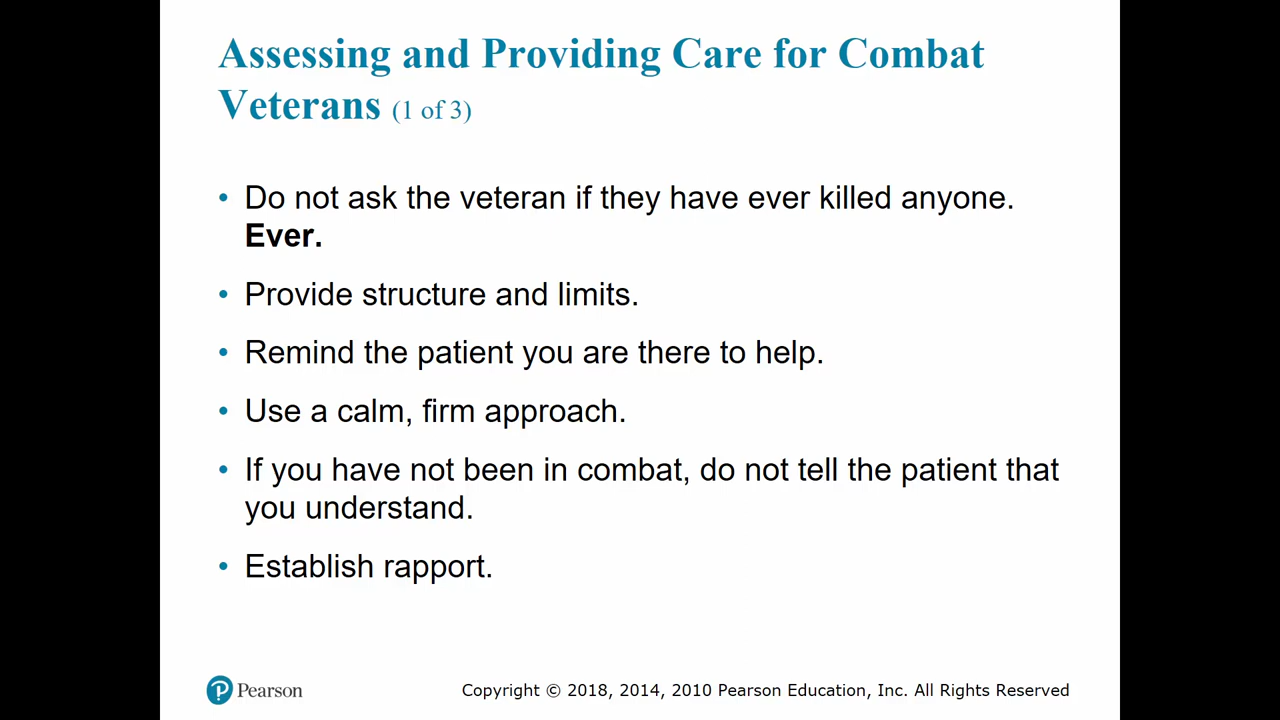 Assessing and Providing Care for Combat
Veterans (1 of 3)
• Do not ask the veteran if they have ever killed anyone.
Ever.
• Provide structure and limits.
• Remind the patient you are there to help.
• Use a calm, firm approach.
• If you have not been in combat, do not tell the patient that
you understand.
• Establish rapport.
P Pearson
Copyright © 2018, 2014, 2010 Pearson Education, Inc. All Rights Reserved